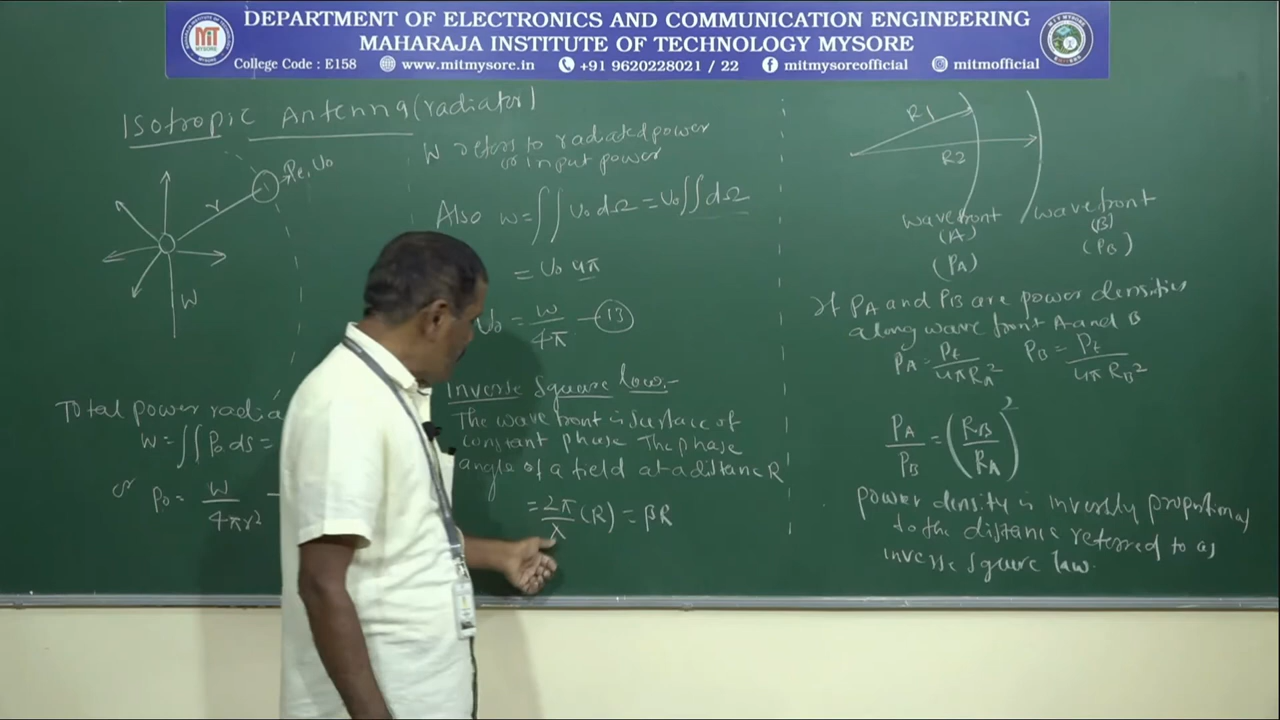 DEPARTMENT OF ELECTRONICS AND COMMUNICATION ENGINEERING
MAHARAJA INSTITUTE OF TECHNOLOGY MYSORE
College Code : E158 www.mitmysore.in +91 9620228021 / 22 mitmysoreofficial mitmofficial
MIT
MYSORE
Isotropic Antenna (radiator)
r
W
Total power radia
W = ∬ P₀ ds =
or P₀ = W / 4πr²
W refers to radiated power
or input power
Also W = ∬ U₀ dΩ = U₀ ∬ dΩ
= U₀ 4π
U₀ = W / 4π — (13)
Inverse Square law:-
The wave front is surface of
constant phase The phase
angle of a field at a distance R
= 2π/λ (R) = βR
R1
R2
wavefront
(A)
(PA)
wavefront
(B)
(PB)
If PA and PB are power densities
along wave front A and B
PA = Pt / 4πRA² PB = Pt / 4πRB²
PA/PB = (RB/RA)²
power density is inversly proportional
to the distance referred to as
inverse square law.